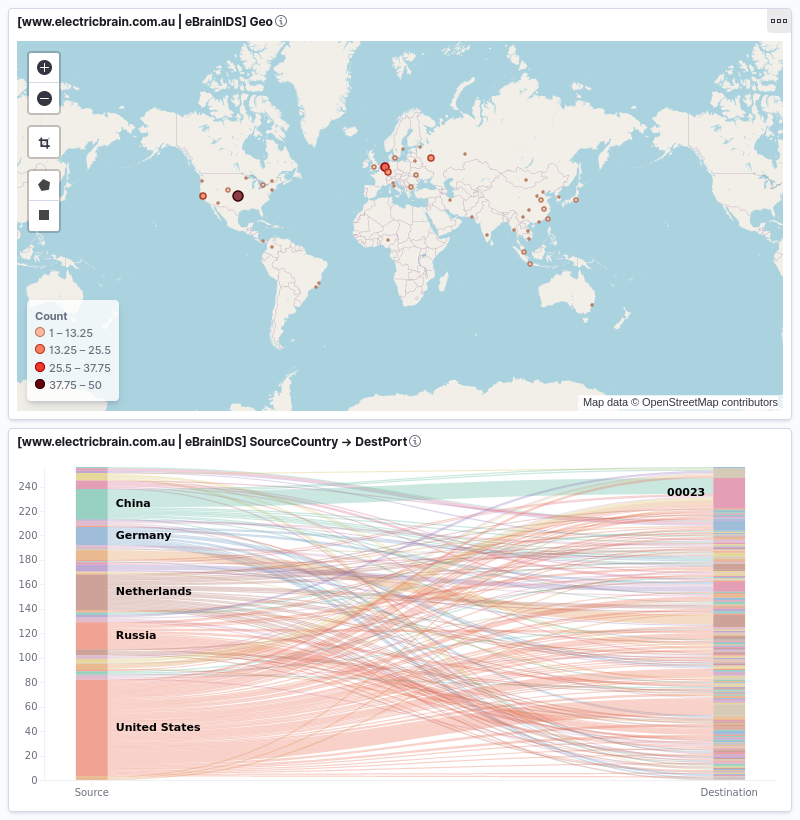 [www.electricbrain.com.au | eBrainIDS] Geo
Count
1 – 13.25
13.25 – 25.5
25.5 – 37.75
37.75 – 50
Map data © OpenStreetMap contributors
[www.electricbrain.com.au | eBrainIDS] SourceCountry → DestPort
240
220
200
180
160
140
120
100
80
60
40
20
0
China
Germany
Netherlands
Russia
United States
00023
Source
Destination